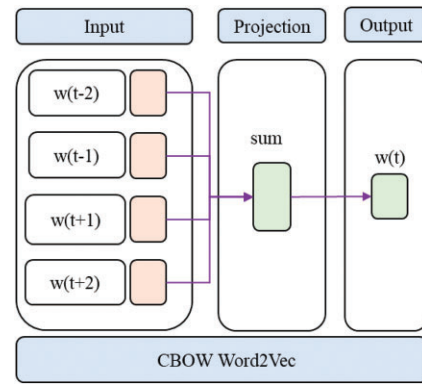 Input
Projection
Output
w(t-2)
w(t-1)
w(t+1)
w(t+2)
sum
w(t)
CBOW Word2Vec